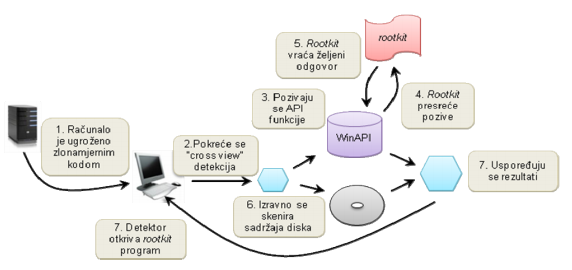 5. Rootkit
vraća željeni
odgovor
rootkit
3. Pozivaju
se API
funkcije
4. Rootkit
presreće
pozive
1. Računalo
je ugroženo
zlonamjernim
kodom
2.Pokreće se
"cross view"
detekcija
WinAPI
7. Uspoređuju
se rezultati
6. Izravno se
skenira
sadržaja diska
7. Detektor
otkriva rootkit
program